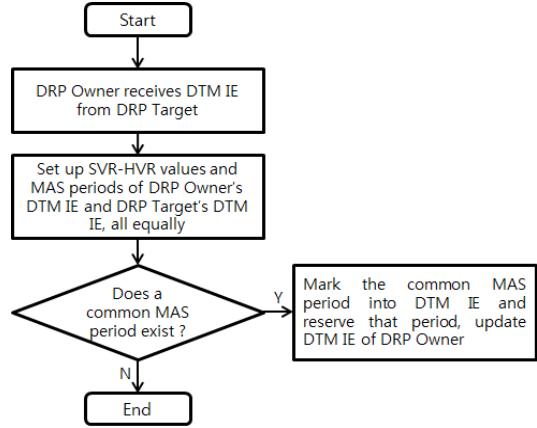 Start
DRP Owner receives DTM IE
from DRP Target
Set up SVR-HVR values and
MAS periods of DRP Owner's
DTM IE and DRP Target's DTM
IE, all equally
Does a
common MAS
period exist ?
Y
Mark the common MAS
period into DTM IE and
reserve that period, update
DTM IE of DRP Owner
N
End